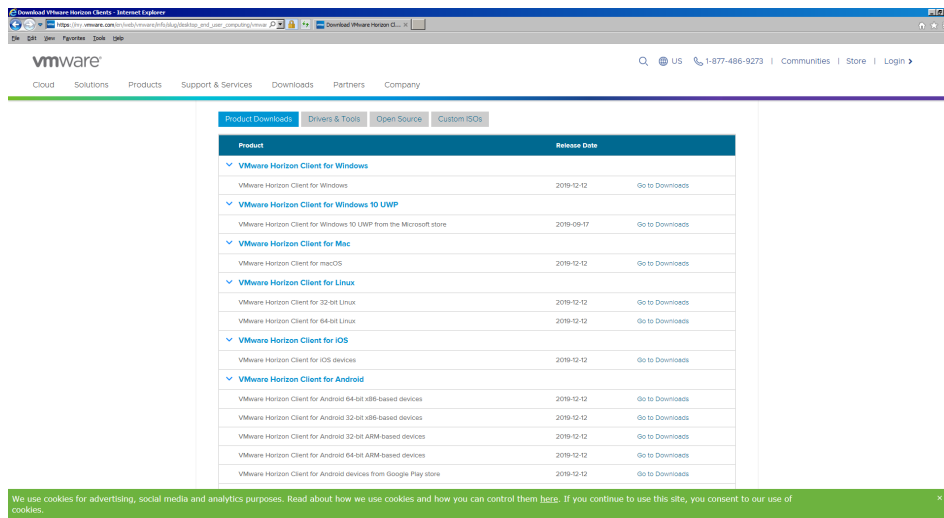 Download VMware Horizon Clients - Internet Explorer
https://my.vmware.com/en/web/vmware/info/slug/desktop_end_user_computing/vmwar
Download VMware Horizon Cl...
File Edit View Favorites Tools Help
vmware
US 1-877-486-9273 | Communities | Store | Login >
Cloud Solutions Products Support & Services Downloads Partners Company
Product Downloads Drivers & Tools Open Source Custom ISOs
Product Release Date
VMware Horizon Client for Windows
VMware Horizon Client for Windows 2019-12-12 Go to Downloads
VMware Horizon Client for Windows 10 UWP
VMware Horizon Client for Windows 10 UWP from the Microsoft store 2019-09-17 Go to Downloads
VMware Horizon Client for Mac
VMware Horizon Client for macOS 2019-12-12 Go to Downloads
VMware Horizon Client for Linux
VMware Horizon Client for 32-bit Linux 2019-12-12 Go to Downloads
VMware Horizon Client for 64-bit Linux 2019-12-12 Go to Downloads
VMware Horizon Client for iOS
VMware Horizon Client for iOS devices 2019-12-12 Go to Downloads
VMware Horizon Client for Android
VMware Horizon Client for Android 64-bit x86-based devices 2019-12-12 Go to Downloads
VMware Horizon Client for Android 32-bit x86-based devices 2019-12-12 Go to Downloads
VMware Horizon Client for Android 32-bit ARM-based devices 2019-12-12 Go to Downloads
VMware Horizon Client for Android 64-bit ARM-based devices 2019-12-12 Go to Downloads
VMware Horizon Client for Android devices from Google Play store 2019-12-12 Go to Downloads
We use cookies for advertising, social media and analytics purposes. Read about how we use cookies and how you can control them here. If you continue to use this site, you consent to our use of
cookies.